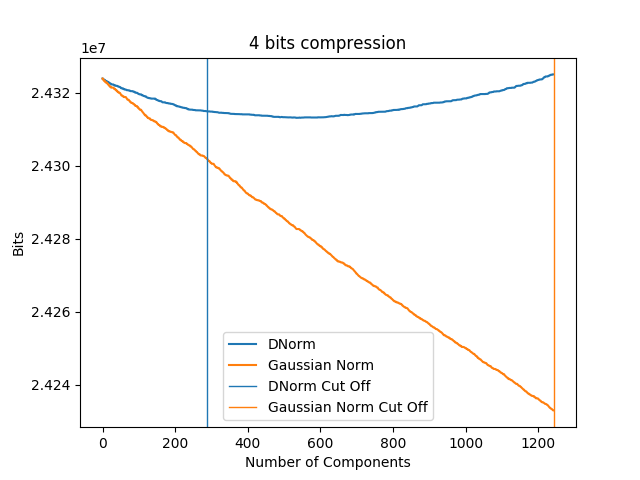 4 bits compression
1e7
2.432
2.430
2.428
2.426
2.424
Bits
DNorm
Gaussian Norm
DNorm Cut Off
Gaussian Norm Cut Off
0 200 400 600 800 1000 1200
Number of Components